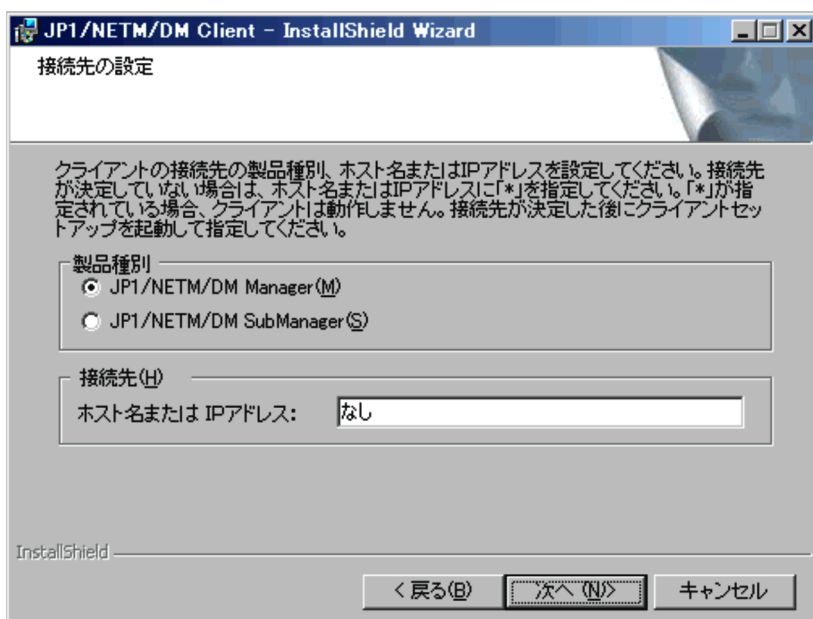 JP1/NETM/DM Client - InstallShield Wizard
接続先の設定
クライアントの接続先の製品種別、ホスト名またはIPアドレスを設定してください。接続先
が決定していない場合は、ホスト名またはIPアドレスに「*」を指定してください。「*」が指
定されている場合、クライアントは動作しません。接続先が決定した後にクライアントセッ
トアップを起動して指定してください。
製品種別
JP1/NETM/DM Manager(M)
JP1/NETM/DM SubManager(S)
接続先(H)
ホスト名または IPアドレス:
なし
InstallShield
< 戻る(B)
次へ (N)>
キャンセル